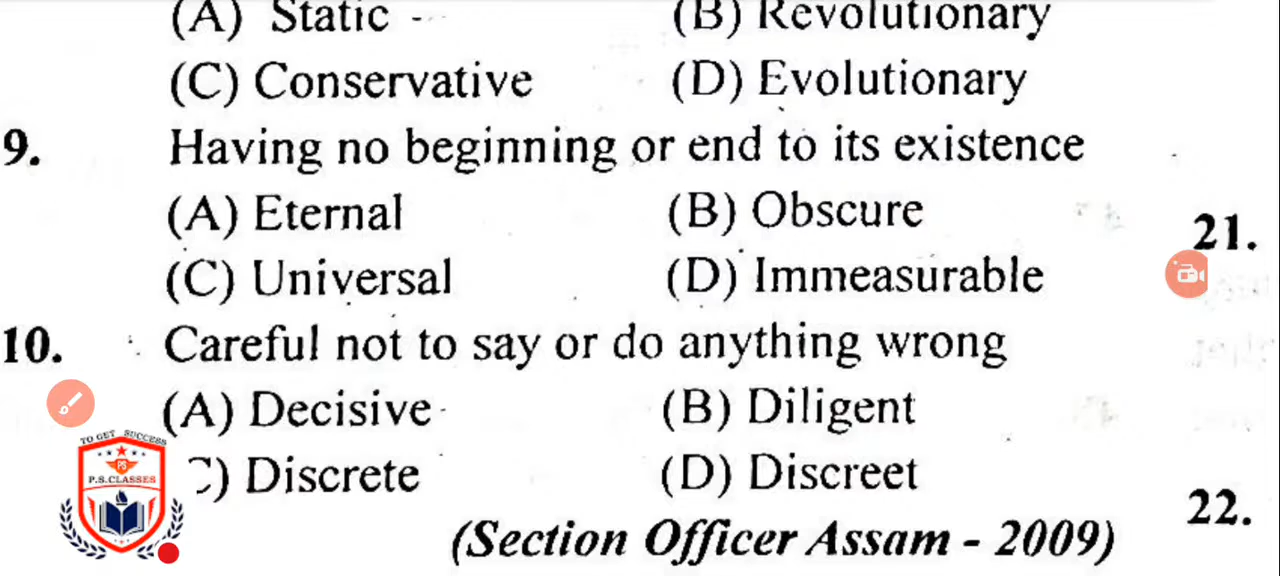 (A) Static (B) Revolutionary
(C) Conservative (D) Evolutionary
9. Having no beginning or end to its existence
(A) Eternal (B) Obscure
(C) Universal (D) Immeasurable
21.
10. Careful not to say or do anything wrong
(A) Decisive (B) Diligent
C) Discrete (D) Discreet
22.
(Section Officer Assam - 2009)
TO GET SUCCESS
PS
P.S.CLASSES